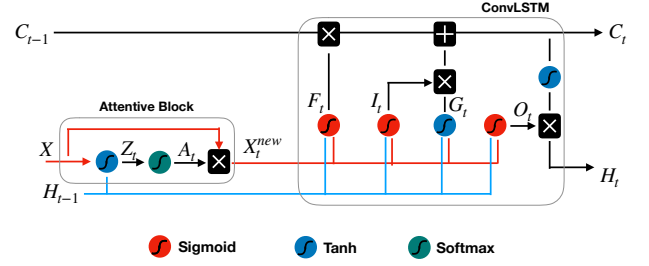 ConvLSTM
C_{t-1}
C_t
Attentive Block
F_t
I_t
G_t
O_t
X
Z_t
A_t
X_t^{new}
H_{t-1}
H_t
Sigmoid
Tanh
Softmax